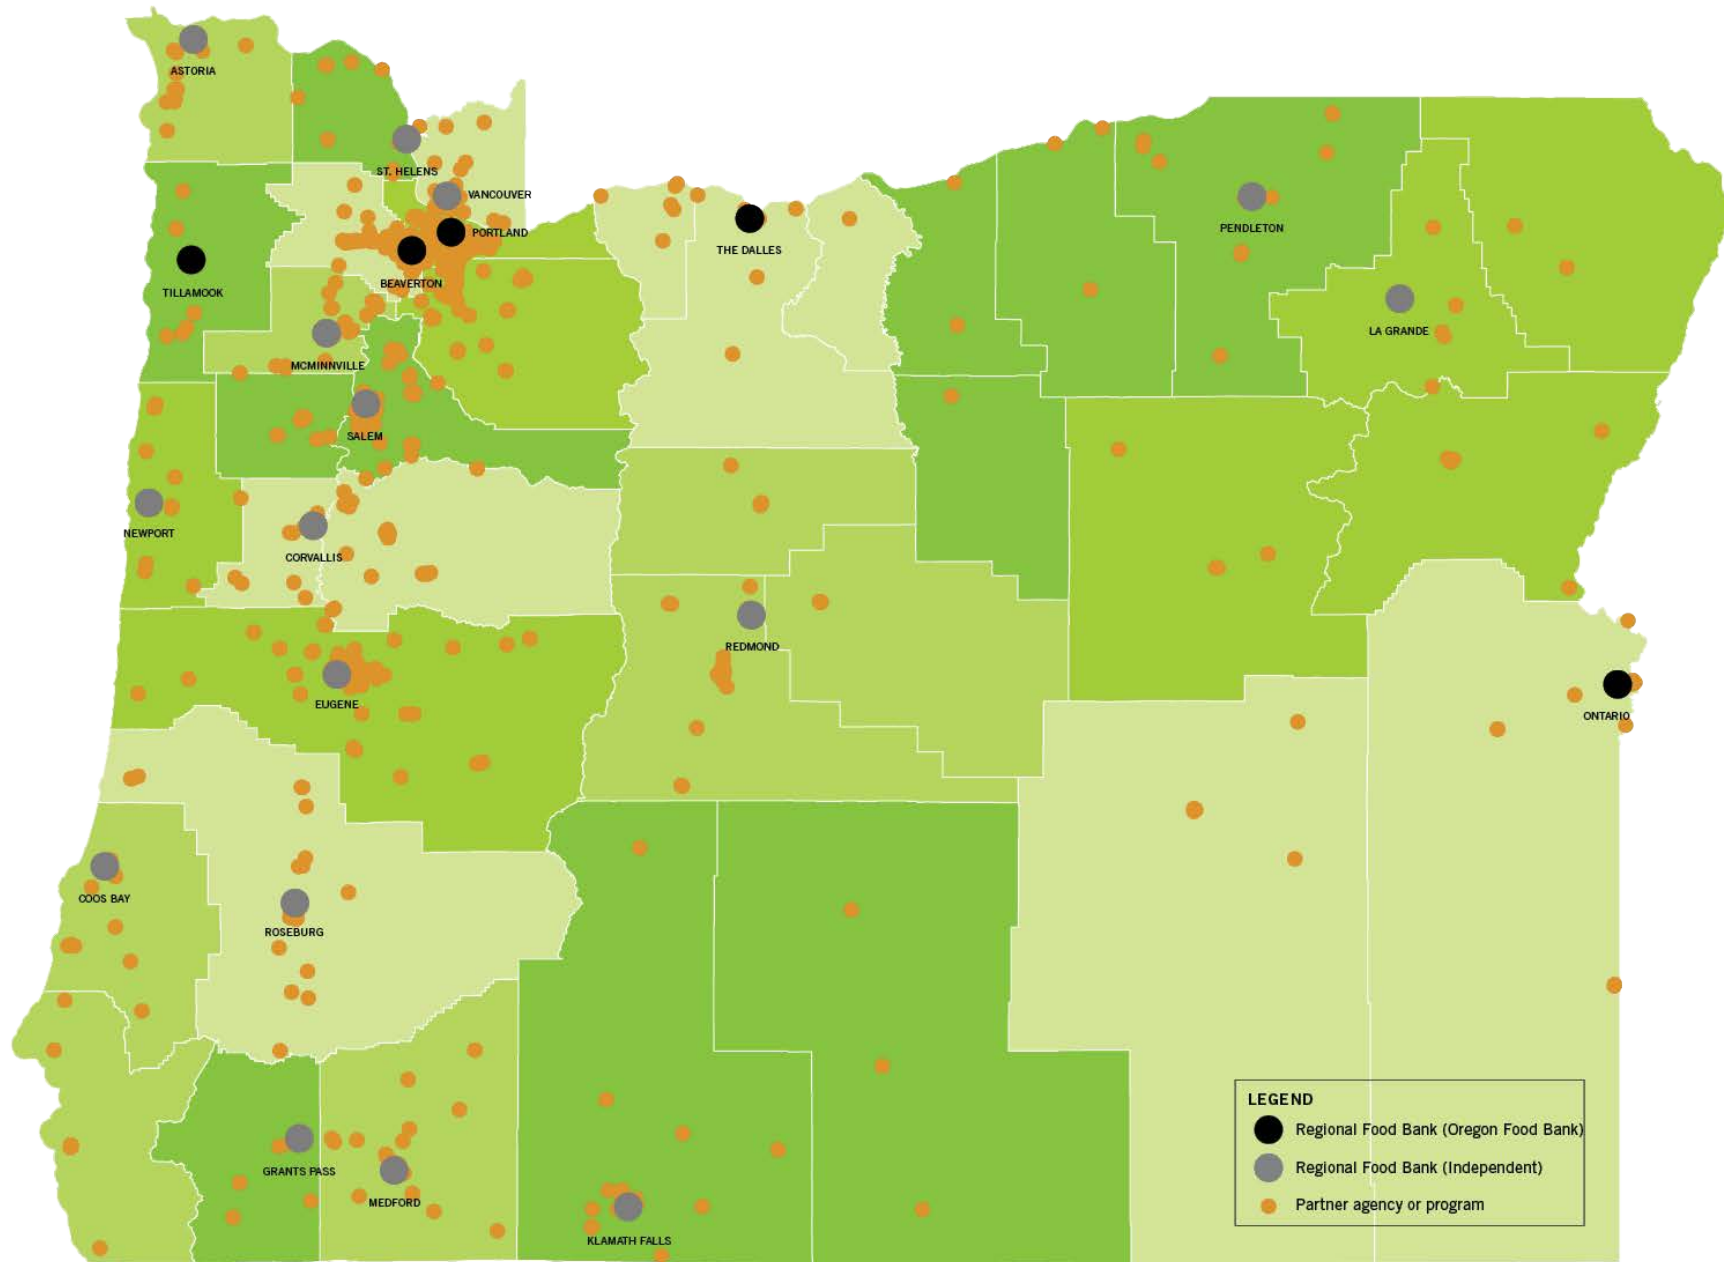 ASTORIA
ST. HELENS
VANCOUVER
PORTLAND
THE DALLES
PENDLETON
BEAVERTON
TILLAMOOK
LA GRANDE
MCMINNVILLE
SALEM
NEWPORT
CORVALLIS
REDMOND
EUGENE
ONTARIO
COOS BAY
ROSEBURG
GRANTS PASS
MEDFORD
KLAMATH FALLS
LEGEND
Regional Food Bank (Oregon Food Bank)
Regional Food Bank (Independent)
Partner agency or program